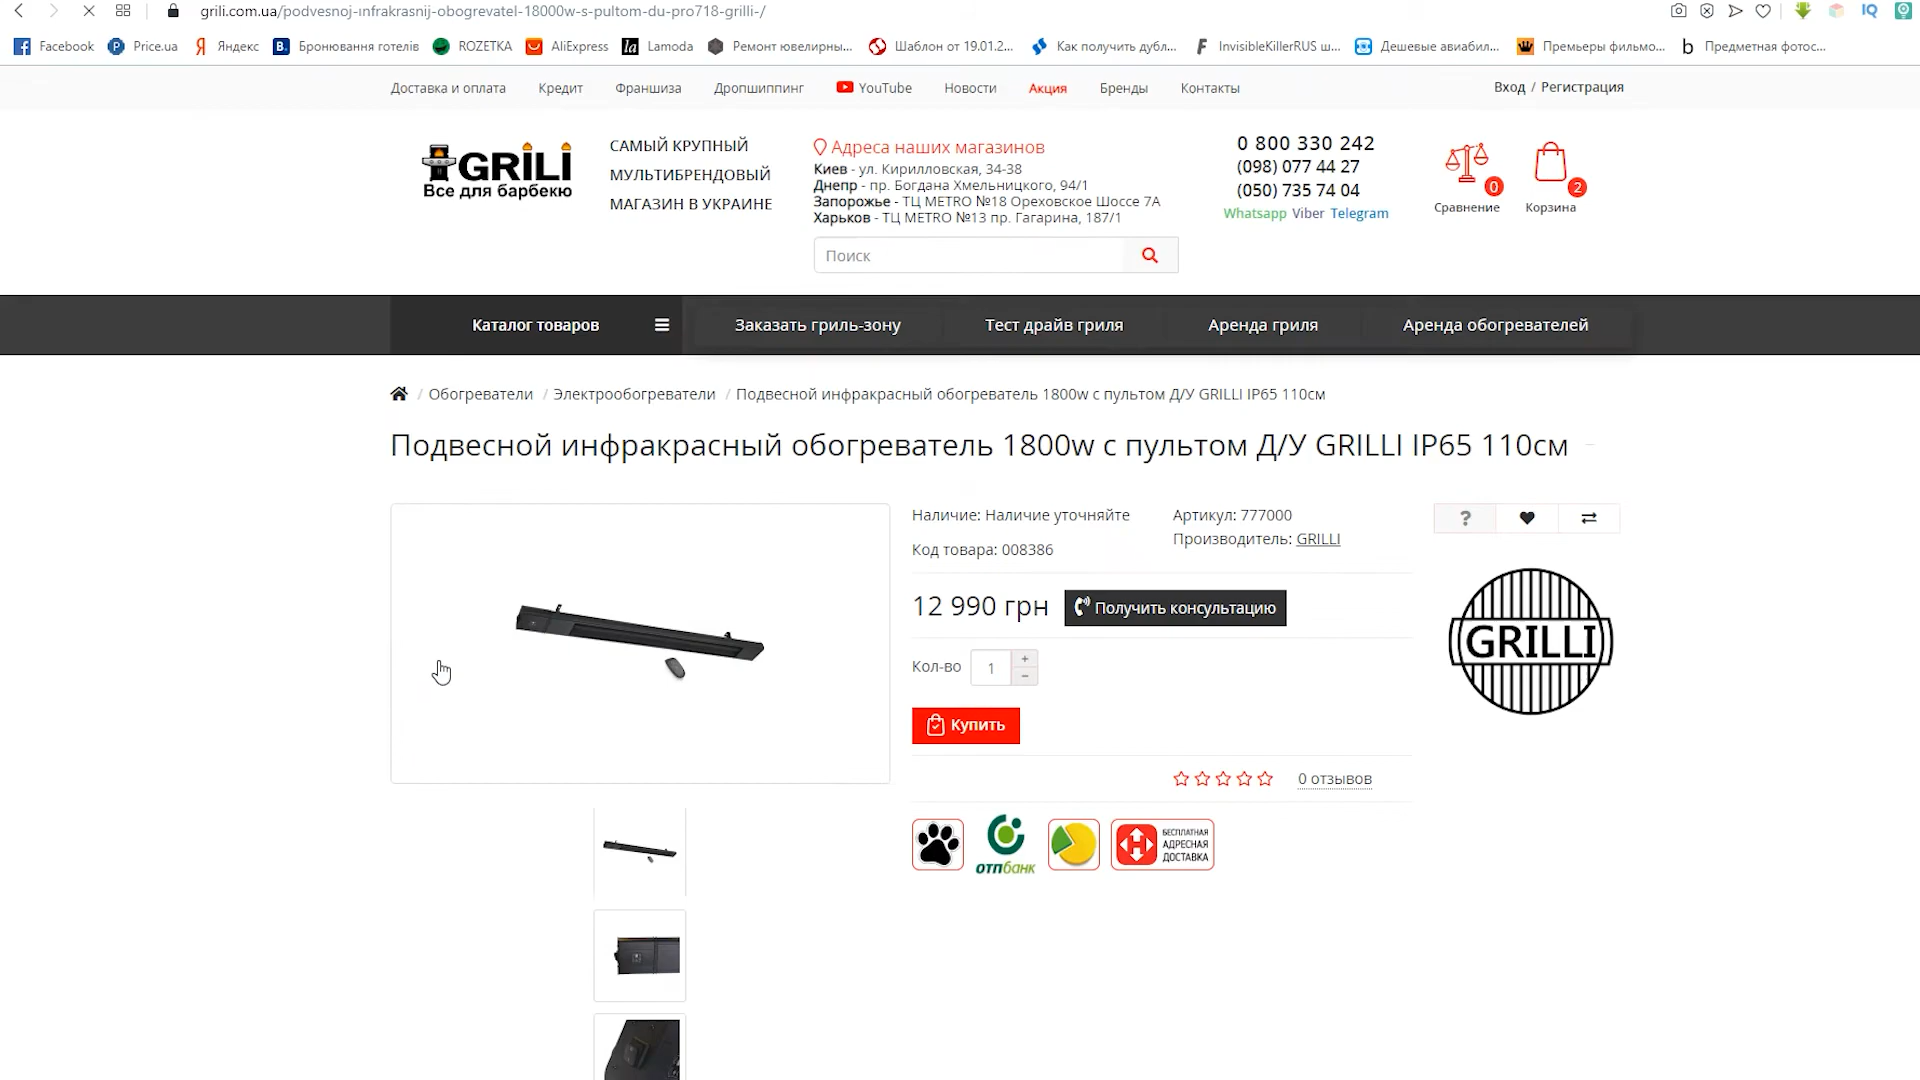 grili.com.ua/podvesnoj-infrakrasnij-obogrevatel-18000w-s-pultom-du-pro718-grilli-/
IQ
Facebook
Price.ua
Яндекс
Бронювання готелів
ROZETKA
AliExpress
Lamoda
Ремонт ювелирны...
Шаблон от 19.01.2...
Как получить дубл...
InvisibleKillerRUS ш...
Дешевые авиабил...
Премьеры фильмо...
Предметная фотос...
Доставка и оплата
Кредит
Франшиза
Дропшиппинг
YouTube
Новости
Акция
Бренды
Контакты
Вход / Регистрация
GRiLI
Все для барбекю
САМЫЙ КРУПНЫЙ
МУЛЬТИБРЕНДОВЫЙ
МАГАЗИН В УКРАИНЕ
Адреса наших магазинов
Киев - ул. Кирилловская, 34-38
Днепр - пр. Богдана Хмельницкого, 94/1
Запорожье - ТЦ METRO №18 Ореховское Шоссе 7А
Харьков - ТЦ METRO №13 пр. Гагарина, 187/1
Поиск
0 800 330 242
(098) 077 44 27
(050) 735 74 04
Whatsapp Viber Telegram
0
Сравнение
2
Корзина
Каталог товаров
Заказать гриль-зону
Тест драйв гриля
Аренда гриля
Аренда обогревателей
/ Обогреватели / Электрообогреватели / Подвесной инфракрасный обогреватель 1800w с пультом Д/У GRILLI IP65 110см
Подвесной инфракрасный обогреватель 1800w с пультом Д/У GRILLI IP65 110см
Наличие: Наличие уточняйте
Код товара: 008386
Артикул: 777000
Производитель: GRILLI
?
12 990 грн
Получить консультацию
Кол-во
1
+
−
Купить
GRILLI
0 отзывов
отпбанк
БЕСПЛАТНАЯ
АДРЕСНАЯ
ДОСТАВКА